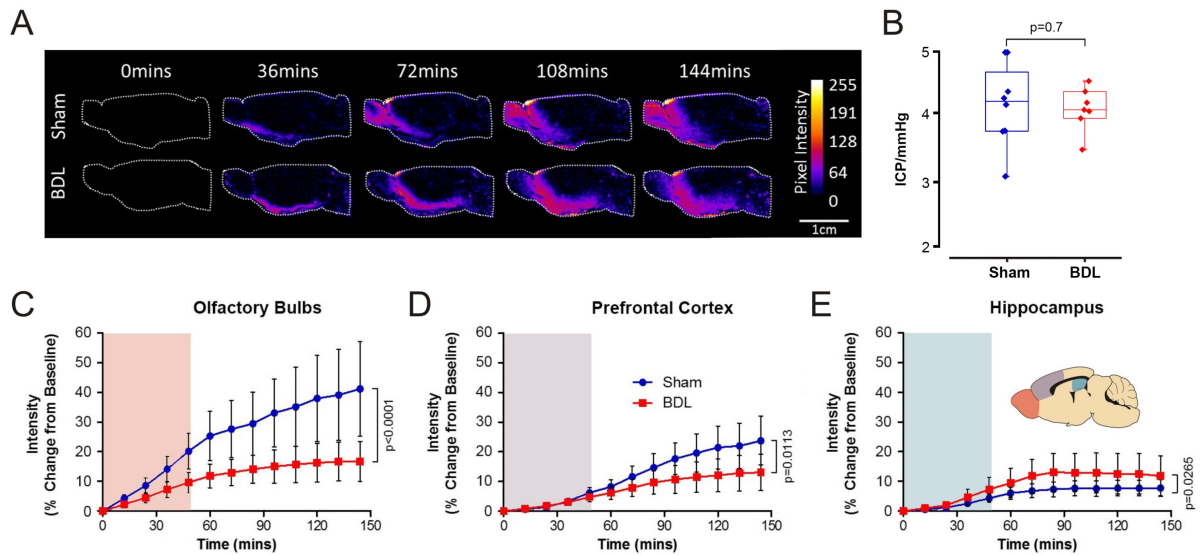 A
0mins 36mins 72mins 108mins 144mins
Sham
BDL
Pixel Intensity
255
191
128
64
0
1cm
B
p=0.7
ICP/mmHg
5
4
3
2
Sham BDL
C
Olfactory Bulbs
Intensity
(% Change from Baseline)
60
50
40
30
20
10
0
0 30 60 90 120 150
Time (mins)
p<0.0001
D
Prefrontal Cortex
Intensity
(% Change from Baseline)
60
50
40
30
20
10
0
0 30 60 90 120 150
Time (mins)
Sham
BDL
p=0.0113
E
Hippocampus
Intensity
(% Change from Baseline)
60
50
40
30
20
10
0
0 30 60 90 120 150
Time (mins)
p=0.0265